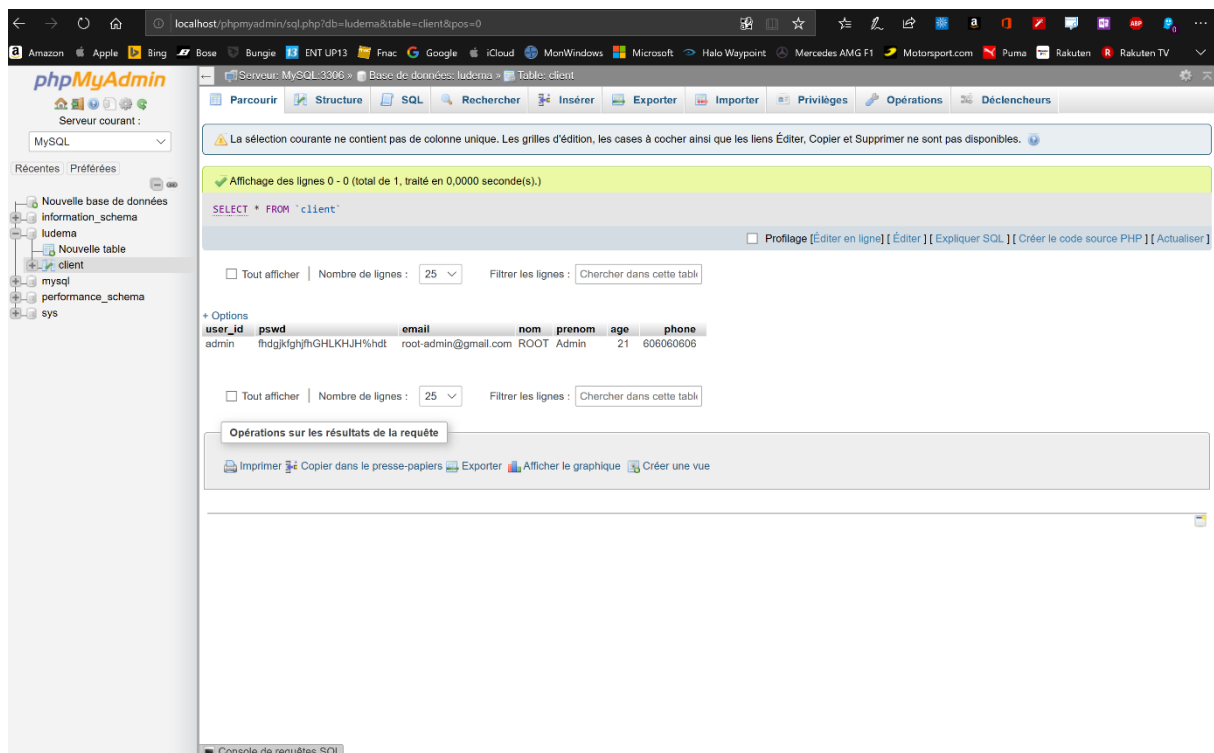 localhost/phpmyadmin/sql.php?db=ludema&table=client&pos=0
Amazon Apple Bing Bose Bungie ENT UP13 Fnac Google iCloud MonWindows Microsoft Halo Waypoint Mercedes AMG F1 Motorsport.com Puma Rakuten Rakuten TV
phpMyAdmin
Serveur courant :
MySQL
Récentes Préférées
Nouvelle base de données
information_schema
ludema
Nouvelle table
client
mysql
performance_schema
sys
Serveur: MySQL:3306 » Base de données: ludema » Table: client
Parcourir Structure SQL Rechercher Insérer Exporter Importer Privilèges Opérations Déclencheurs
La sélection courante ne contient pas de colonne unique. Les grilles d'édition, les cases à cocher ainsi que les liens Éditer, Copier et Supprimer ne sont pas disponibles.
Affichage des lignes 0 - 0 (total de 1, traité en 0,0000 seconde(s).)
SELECT * FROM `client`
Profilage [Éditer en ligne] [ Éditer ] [ Expliquer SQL ] [ Créer le code source PHP ] [ Actualiser ]
Tout afficher | Nombre de lignes : 25 Filtrer les lignes : Chercher dans cette table
+ Options
user_id pswd email nom prenom age phone
admin fhdgjkfghjfhGHLKHJH%hdt root-admin@gmail.com ROOT Admin 21 606060606
Tout afficher | Nombre de lignes : 25 Filtrer les lignes : Chercher dans cette table
Opérations sur les résultats de la requête
Imprimer Copier dans le presse-papiers Exporter Afficher le graphique Créer une vue
Console de requêtes SQL